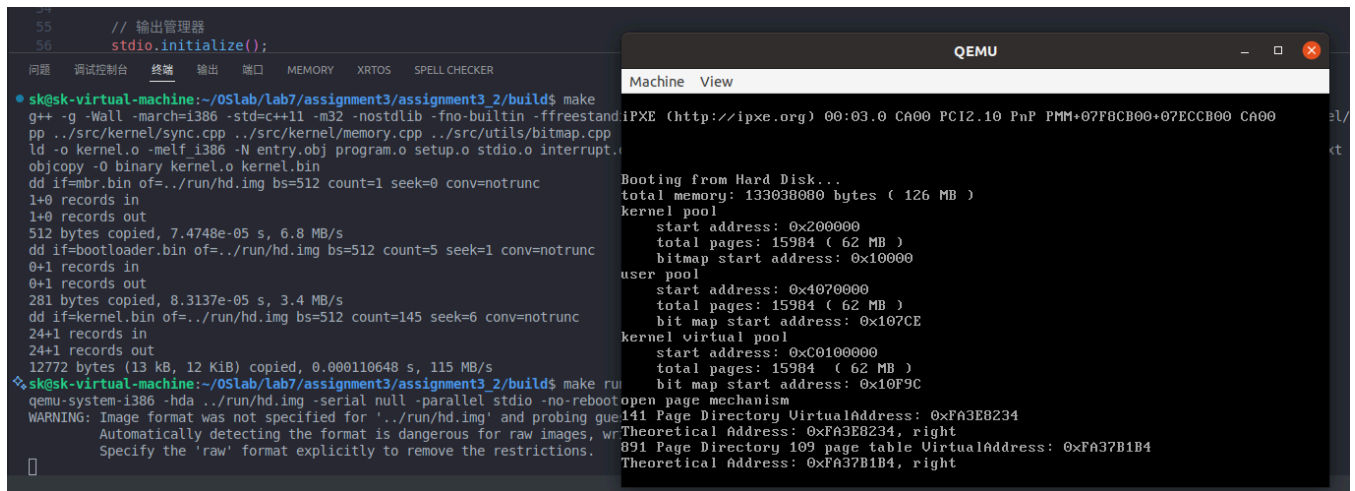 54
55 // 输出管理器
56 stdio.initialize();
问题 调试控制台 终端 输出 端口 MEMORY XRTOS SPELL CHECKER
sk@sk-virtual-machine:~/OSlab/lab7/assignment3/assignment3_2/build$ make
g++ -g -Wall -march=i386 -std=c++11 -m32 -nostdlib -fno-builtin -ffreestand
el/
pp ../src/kernel/sync.cpp ../src/kernel/memory.cpp ../src/utils/bitmap.cpp
ld -o kernel.o -melf_i386 -N entry.obj program.o setup.o stdio.o interrupt.
xt
objcopy -O binary kernel.o kernel.bin
dd if=mbr.bin of=../run/hd.img bs=512 count=1 seek=0 conv=notrunc
1+0 records in
1+0 records out
512 bytes copied, 7.4748e-05 s, 6.8 MB/s
dd if=bootloader.bin of=../run/hd.img bs=512 count=5 seek=1 conv=notrunc
0+1 records in
0+1 records out
281 bytes copied, 8.3137e-05 s, 3.4 MB/s
dd if=kernel.bin of=../run/hd.img bs=512 count=145 seek=6 conv=notrunc
24+1 records in
24+1 records out
12772 bytes (13 kB, 12 KiB) copied, 0.000110648 s, 115 MB/s
sk@sk-virtual-machine:~/OSlab/lab7/assignment3/assignment3_2/build$ make run
qemu-system-i386 -hda ../run/hd.img -serial null -parallel stdio -no-reboot
WARNING: Image format was not specified for '../run/hd.img' and probing gue
Automatically detecting the format is dangerous for raw images, wr
Specify the 'raw' format explicitly to remove the restrictions.
QEMU
Machine View
iPXE (http://ipxe.org) 00:03.0 CA00 PCI2.10 PnP PMM+07F8CB00+07ECCB00 CA00
Booting from Hard Disk...
total memory: 133038080 bytes ( 126 MB )
kernel pool
start address: 0x200000
total pages: 15984 ( 62 MB )
bitmap start address: 0x10000
user pool
start address: 0x4070000
total pages: 15984 ( 62 MB )
bit map start address: 0x107CE
kernel virtual pool
start address: 0xC0100000
total pages: 15984  ( 62 MB )
bit map start address: 0x10F9C
open page mechanism
141 Page Directory VirtualAddress: 0xFA3E8234
Theoretical Address: 0xFA3E8234, right
891 Page Directory 109 page table VirtualAddress: 0xFA37B1B4
Theoretical Address: 0xFA37B1B4, right